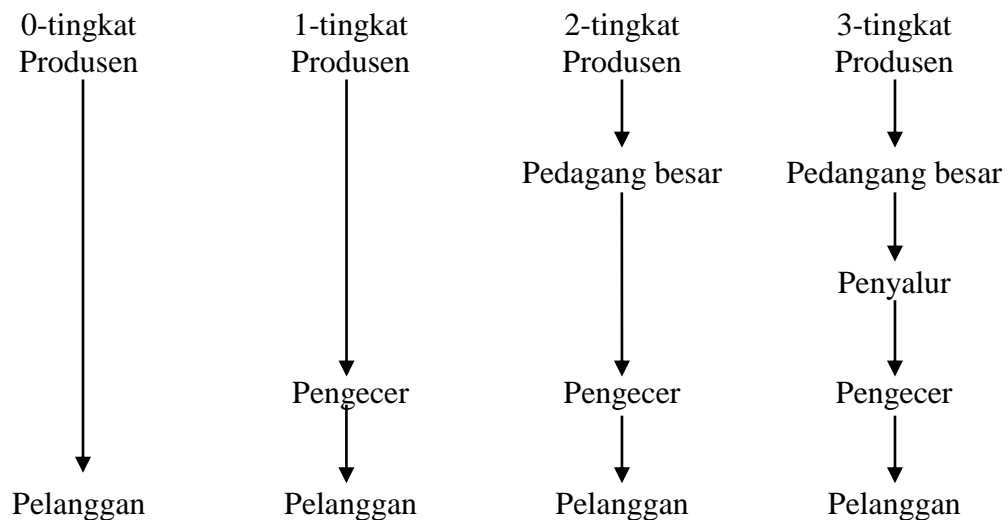 0-tingkat 1-tingkat 2-tingkat 3-tingkat
Produsen Produsen Produsen Produsen
Pedagang besar Pedangang besar
Penyalur
Pengecer Pengecer Pengecer
Pelanggan Pelanggan Pelanggan Pelanggan